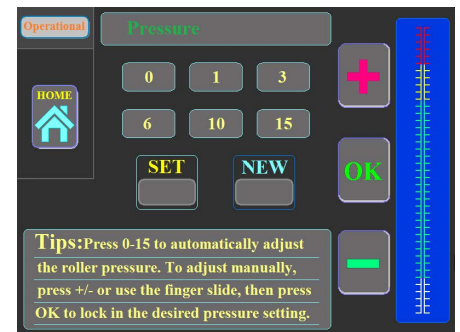 Operational
Pressure
HOME
0 1 3
6 10 15
SET NEW
OK
Tips:Press 0-15 to automatically adjust
the roller pressure. To adjust manually,
press +/- or use the finger slide, then press
OK to lock in the desired pressure setting.